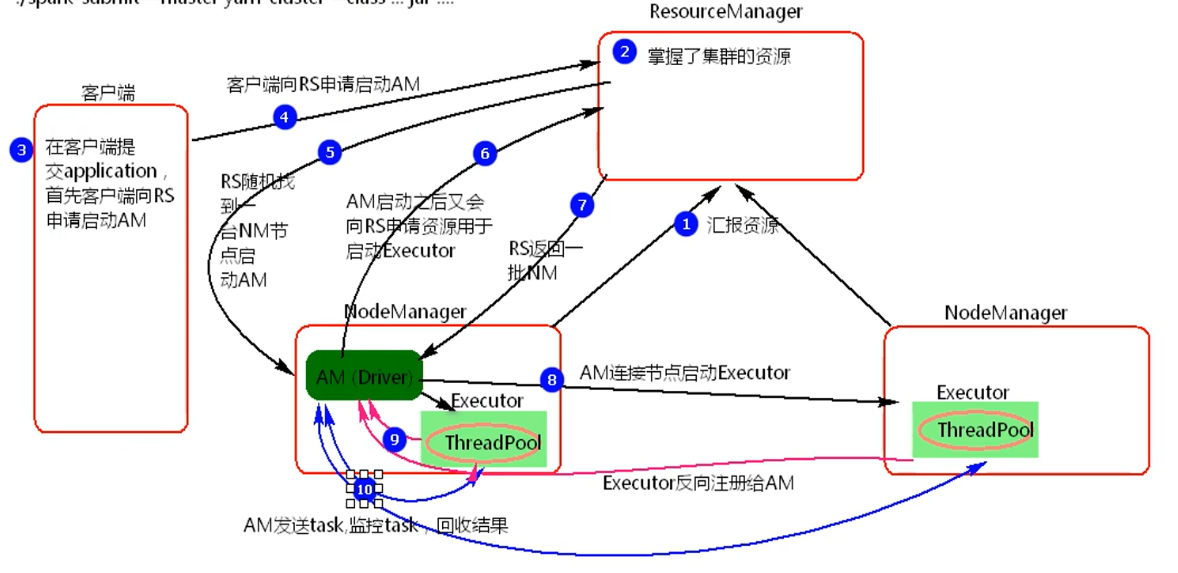 ./spark-submit --master yarn-cluster --class ... jar ....
ResourceManager
2
掌握了集群的资源
客户端向RS申请启动AM
4
客户端
3
在客户端提
交application，
首先客户端向RS
申请启动AM
5
6
RS随机找
到一
台NM节
点启
动AM
AM启动之后又会
向RS申请资源用于
启动Executor
7
RS返回一
批NM
1
汇报资源
NodeManager
NodeManager
AM (Driver)
8
AM连接节点启动Executor
Executor
ThreadPool
9
Executor
ThreadPool
Executor反向注册给AM
10
AM发送task,监控task，回收结果